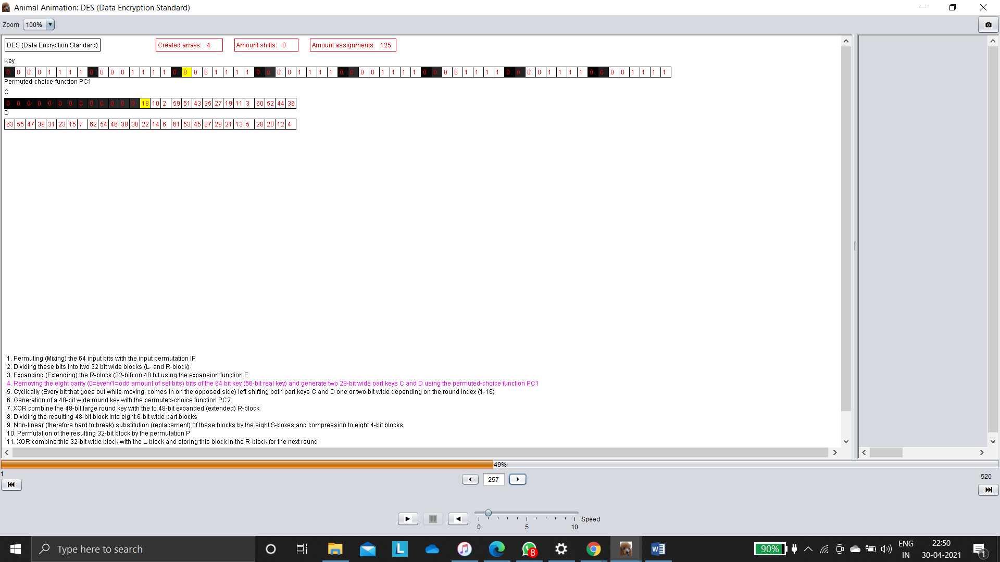 Animal Animation: DES (Data Encryption Standard)
Zoom 100%
DES (Data Encryption Standard) Created arrays: 4 Amount shifts: 0 Amount assignments: 125
Key
0 0 0 0 1 1 1 1 0 0 0 0 1 1 1 1 0 0 0 0 1 1 1 1 0 0 0 0 1 1 1 1 0 0 0 0 1 1 1 1 0 0 0 0 1 1 1 1 0 0 0 0 1 1 1 1 0 0 0 0 1 1 1 1
Permuted-choice-function PC1
C
0 0 0 0 0 0 0 0 0 0 0 0 0 18 10 2 59 51 43 35 27 19 11 3 60 52 44 36
D
63 55 47 39 31 23 15 7 62 54 46 38 30 22 14 6 61 53 45 37 29 21 13 5 28 20 12 4
1. Permuting (Mixing) the 64 input bits with the input permutation IP
2. Dividing these bits into two 32 bit wide blocks (L- and R-block)
3. Expanding (Extending) the R-block (32-bit) on 48 bit using the expansion function E
4. Removing the eight parity (0=even/1=odd amount of set bits) bits of the 64 bit key (56-bit real key) and generate two 28-bit wide part keys C and D using the permuted-choice function PC1
5. Cyclically (Every bit that goes out while moving, comes in on the opposed side) left shifting both part keys C and D one or two bit wide depending on the round index (1-16)
6. Generation of a 48-bit wide round key with the permuted-choice function PC2
7. XOR combine the 48-bit large round key with the to 48-bit expanded (extended) R-block
8. Dividing the resulting 48-bit block into eight 6-bit wide part blocks
9. Non-linear (therefore hard to break) substitution (replacement) of these blocks by the eight S-boxes and compression to eight 4-bit blocks
10. Permutation of the resulting 32-bit block by the permutation P
11. XOR combine this 32-bit wide block with the L-block and storing this block in the R-block for the next round
49%
1 257 520
Speed
0 5 10
Type here to search
L
8
90%
ENG
IN
22:50
30-04-2021
1